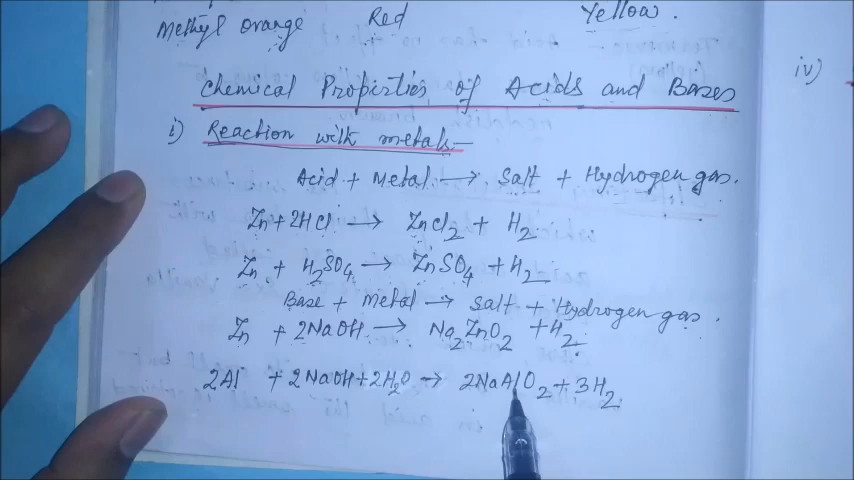 Methyl orange Red Yellow.
Chemical Properties of Acids and Bases
i) Reaction with metals-
Acid + Metal → Salt + Hydrogen gas.
Zn + 2HCl → ZnCl₂ + H₂
Zn + H₂SO₄ → ZnSO₄ + H₂
Base + Metal → Salt + Hydrogen gas.
Zn + 2NaOH → Na₂ZnO₂ + H₂
2Al + 2NaOH + 2H₂O → 2NaAlO₂ + 3H₂
iv)